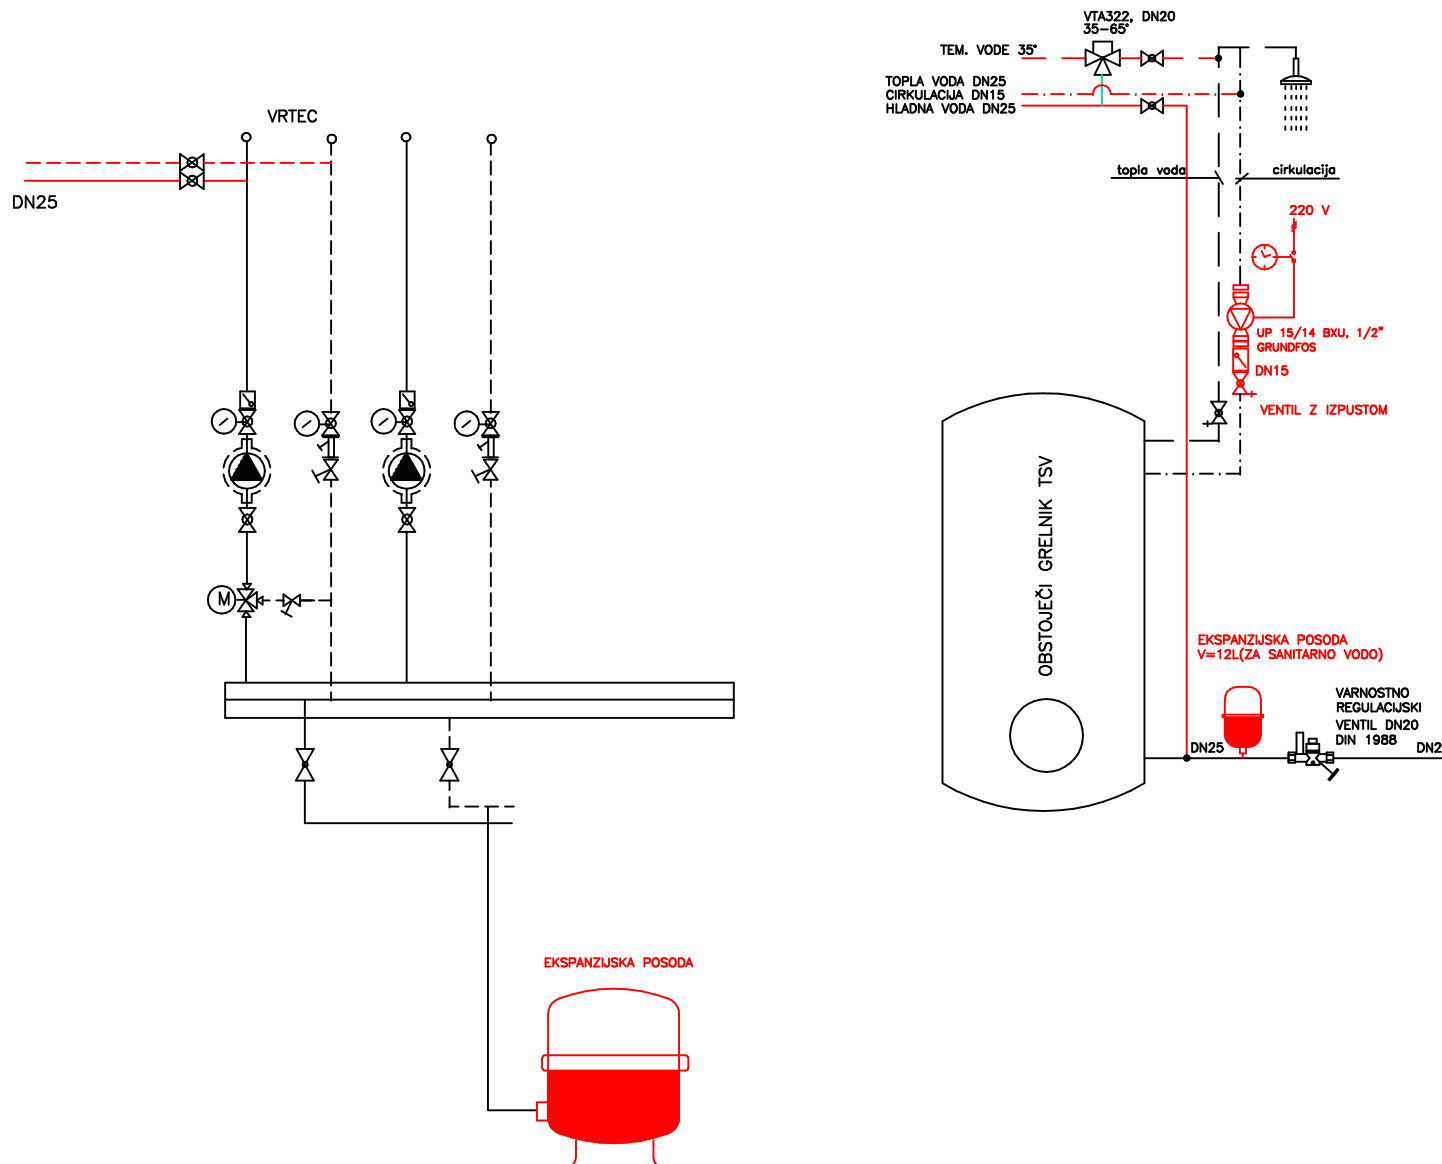 VRTEC
DN25
M
M
EKSPANZIJSKA POSODA
VTA322, DN20
35-65°
TEM. VODE 35°
TOPLA VODA DN25
CIRKULACIJA DN15
HLADNA VODA DN25
topla voda
cirkulacija
220 V
UP 15/14 BXU, 1/2"
GRUNDFOS
DN15
VENTIL Z IZPUSTOM
OBSTOJEČI GRELNIK TSV
EKSPANZIJSKA POSODA
V=12L(ZA SANITARNO VODO)
VARNOSTNO
REGULACIJSKI
VENTIL DN20
DIN 1988
DN25
DN2